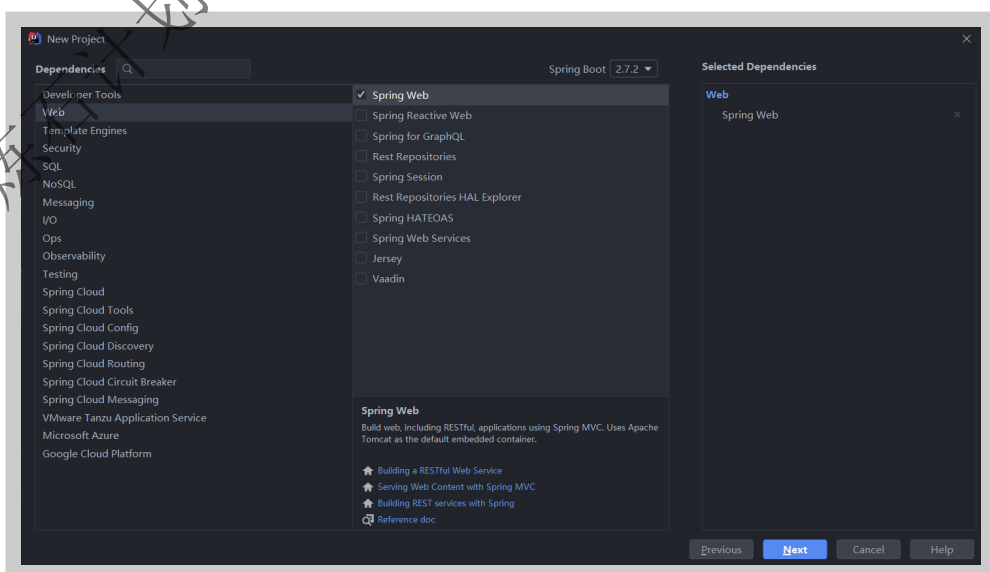 New Project
Dependencies
Spring Boot 2.7.2
Selected Dependencies
Developer Tools
Web
Template Engines
Security
SQL
NoSQL
Messaging
I/O
Ops
Observability
Testing
Spring Cloud
Spring Cloud Tools
Spring Cloud Config
Spring Cloud Discovery
Spring Cloud Routing
Spring Cloud Circuit Breaker
Spring Cloud Messaging
VMware Tanzu Application Service
Microsoft Azure
Google Cloud Platform
Spring Web
Spring Reactive Web
Spring for GraphQL
Rest Repositories
Spring Session
Rest Repositories HAL Explorer
Spring HATEOAS
Spring Web Services
Jersey
Vaadin
Spring Web
Build web, including RESTful, applications using Spring MVC. Uses Apache
Tomcat as the default embedded container.
Building a RESTful Web Service
Serving Web Content with Spring MVC
Building REST services with Spring
Reference doc
Web
Spring Web
Previous
Next
Cancel
Help
计划